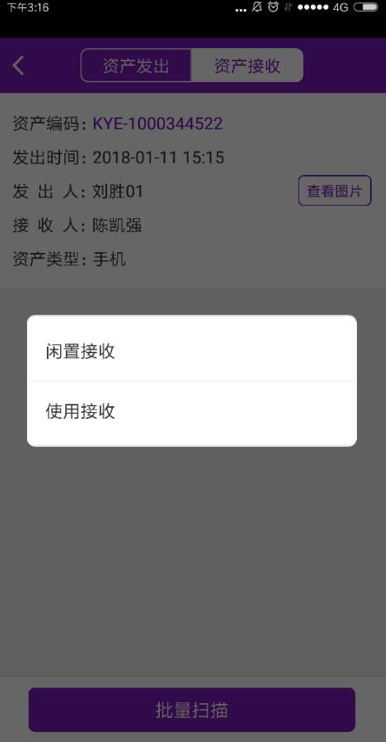 下午3:16
4G
资产发出
资产接收
资产编码: KYE-1000344522
发出时间: 2018-01-11 15:15
发 出 人: 刘胜01
查看图片
接 收 人: 陈凯强
资产类型: 手机
闲置接收
使用接收
批量扫描